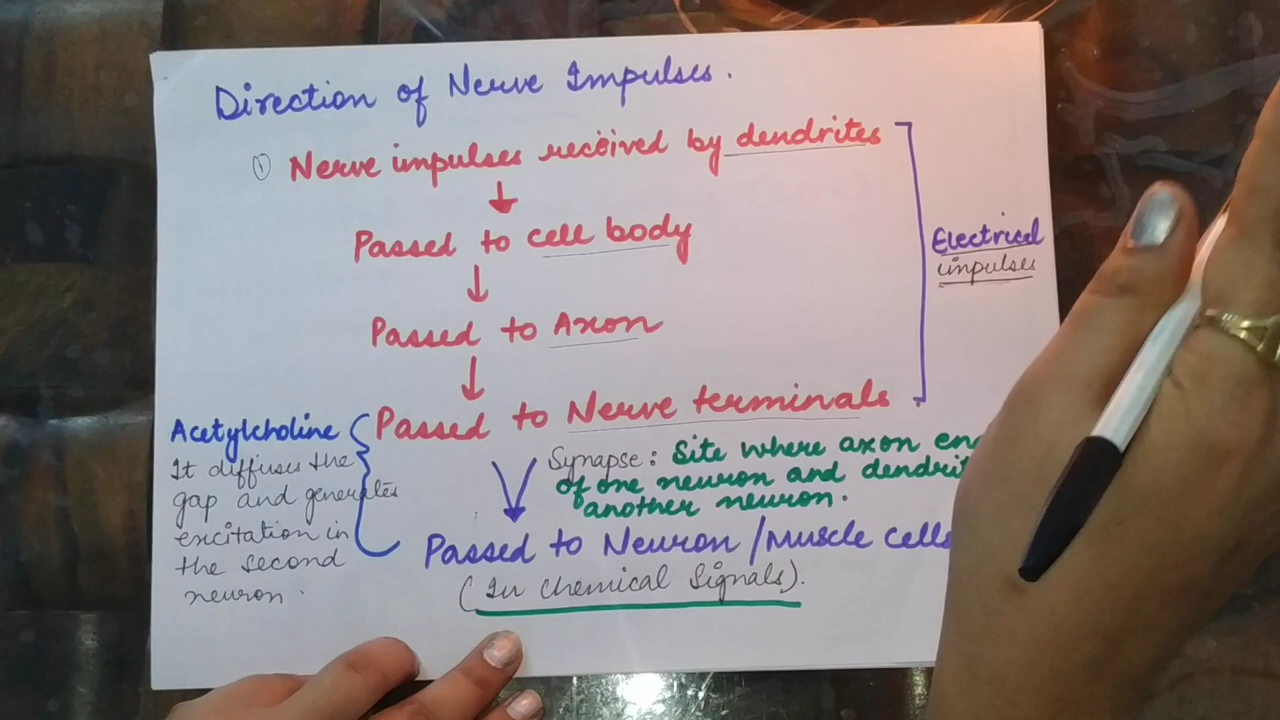 Direction of Nerve Impulses.
① Nerve impulses received by dendrites
↓
Passed to cell body
↓
Passed to Axon
↓
Passed to Nerve terminals
Electrical
impulses
Acetylcholine
It diffuses the
gap and generates
excitation in
the second
neuron.
Synapse: Site where axon
of one neuron and
another neuron.
Passed to Neuron / Muscle cells
(In chemical signals).